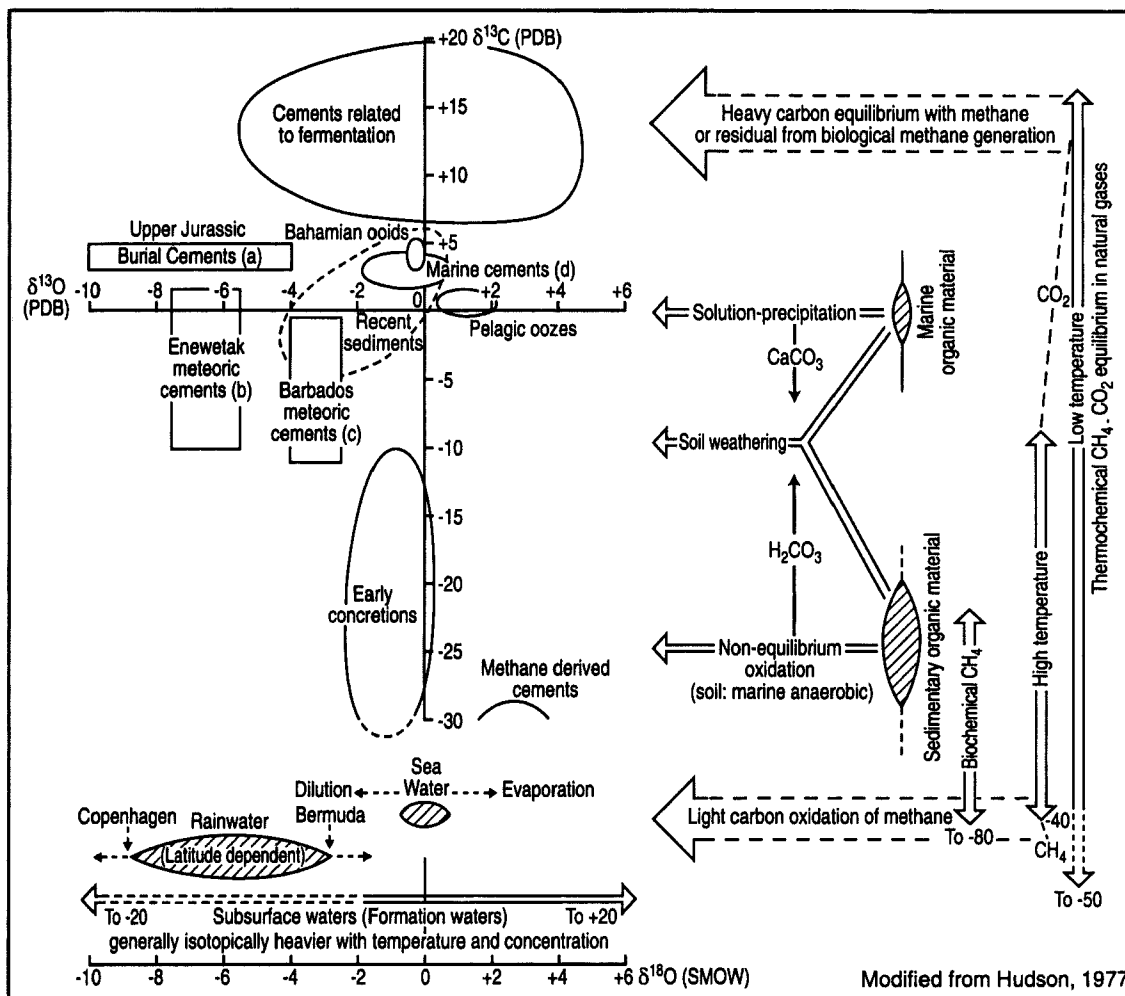 +20 δ13C (PDB)
+15
+10
+5
-5
-10
-15
-20
-25
-30
Cements related
to fermentation
Upper Jurassic
Burial Cements (a)
Bahamian ooids
Marine cements (d)
δ13O
(PDB)
-10 -8 -6 -4 -2 0 +2 +4 +6
Recent
sediments
Pelagic oozes
Enewetak
meteoric
cements (b)
Barbados
meteoric
cements (c)
Early
concretions
Methane derived
cements
Sea
Water
Dilution
Evaporation
Copenhagen
Rainwater
Bermuda
(Latitude dependent)
To -20
Subsurface waters (Formation waters)
To +20
generally isotopically heavier with temperature and concentration
-10 -8 -6 -4 -2 0 +2 +4 +6
δ18O (SMOW)
Heavy carbon equilibrium with methane
or residual from biological methane generation
Solution-precipitation
CaCO3
Marine
organic material
Soil weathering
H2CO3
Non-equilibrium
oxidation
(soil: marine anaerobic)
Sedimentary organic material
Biochemical CH4
High temperature
Low temperature
Thermochemical CH4 - CO2 equilibrium in natural gases
CO2
Light carbon oxidation of methane
To -80
-40
CH4
To -50
Modified from Hudson, 1977